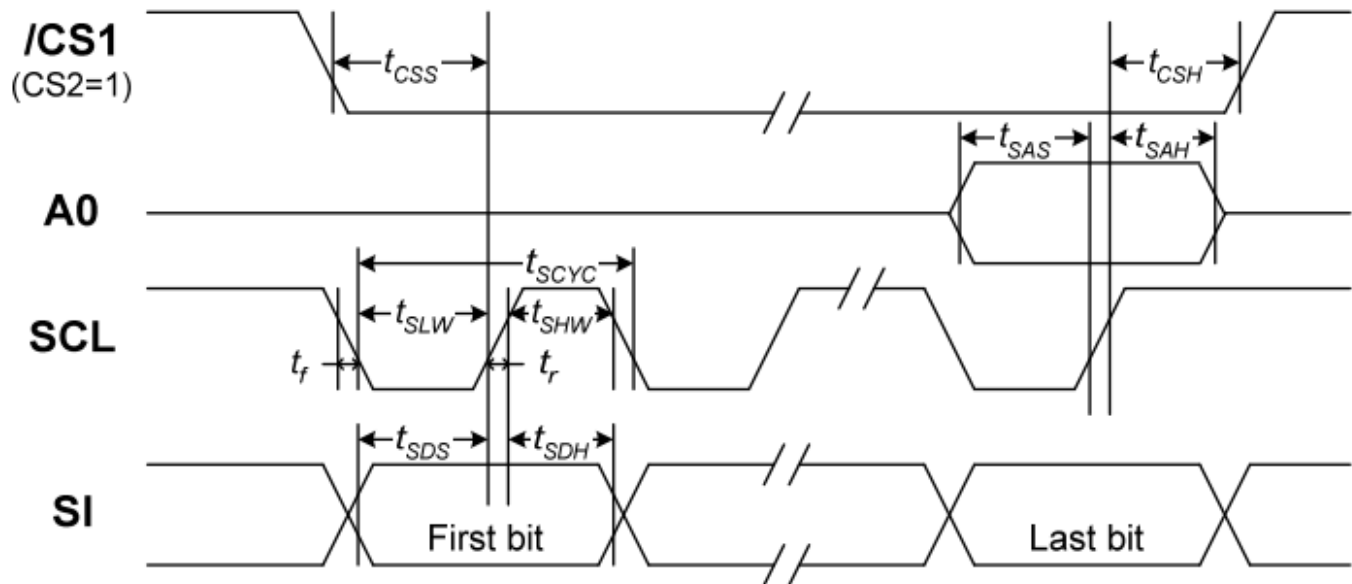 /CS1
(CS2=1)
tCSS
tCSH
tSAS
tSAH
A0
tSCYC
tSLW
tSHW
SCL
tf
tr
tSDS
tSDH
SI
First bit
Last bit